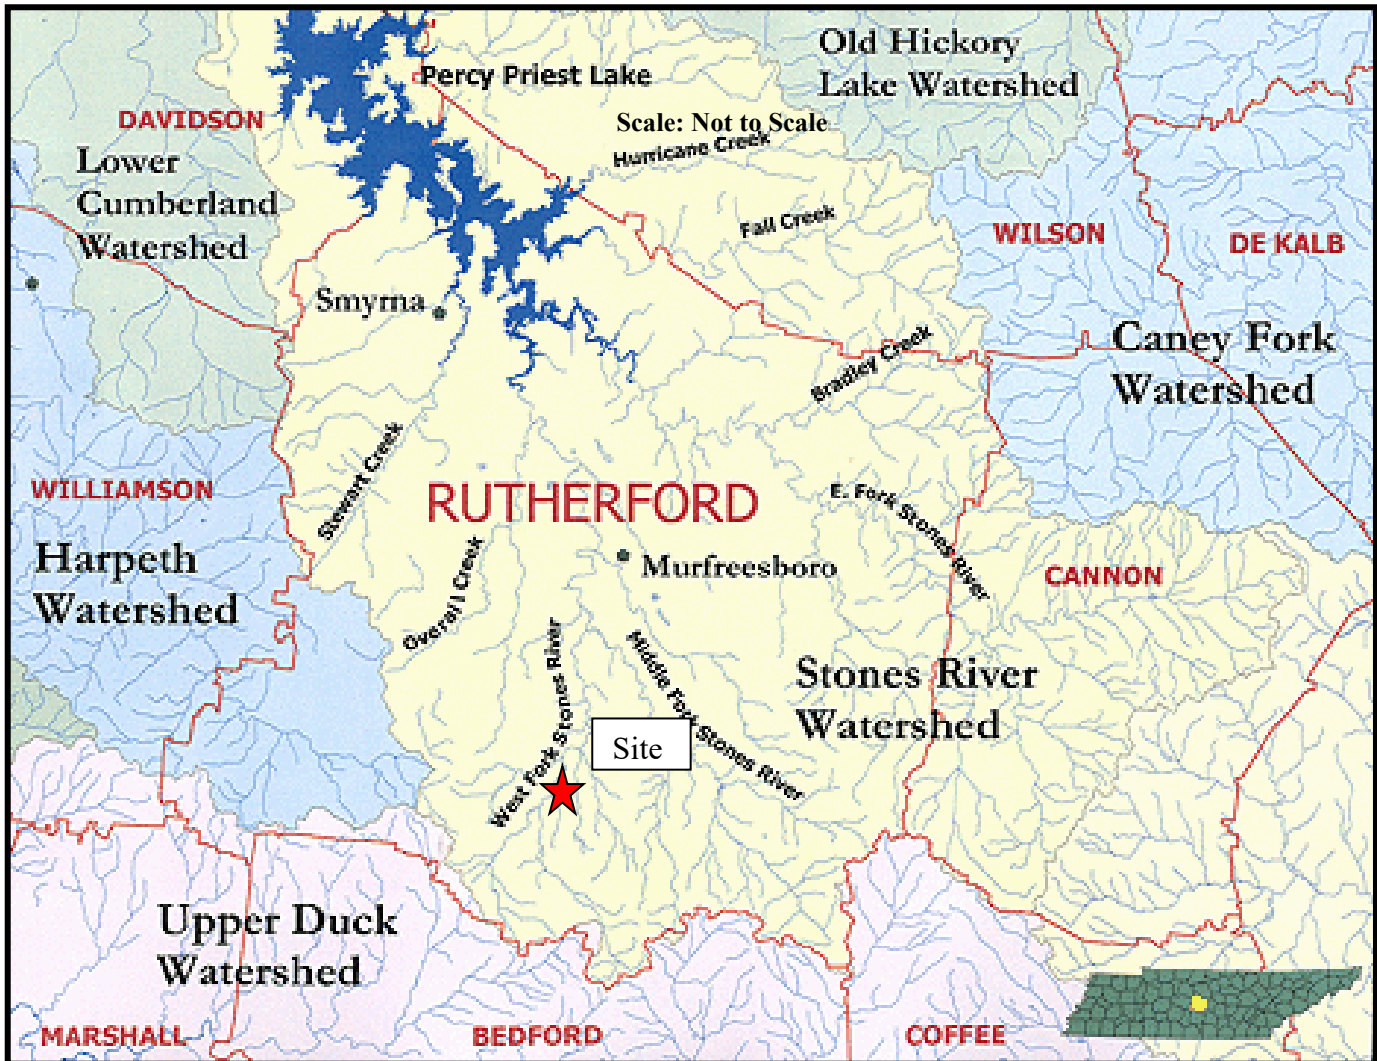 Old Hickory
Lake Watershed
Percy Priest Lake
DAVIDSON
Scale: Not to Scale
Hurricane Creek
Lower
Cumberland
Watershed
Fall Creek
WILSON
DE KALB
Smyrna
Caney Fork
Watershed
Bradley Creek
Stewart Creek
WILLIAMSON
RUTHERFORD
E. Fork Stones River
Harpeth
Watershed
Overall Creek
Murfreesboro
CANNON
West Fork Stones River
Middle Fork Stones River
Stones River
Watershed
Site
Upper Duck
Watershed
MARSHALL
BEDFORD
COFFEE